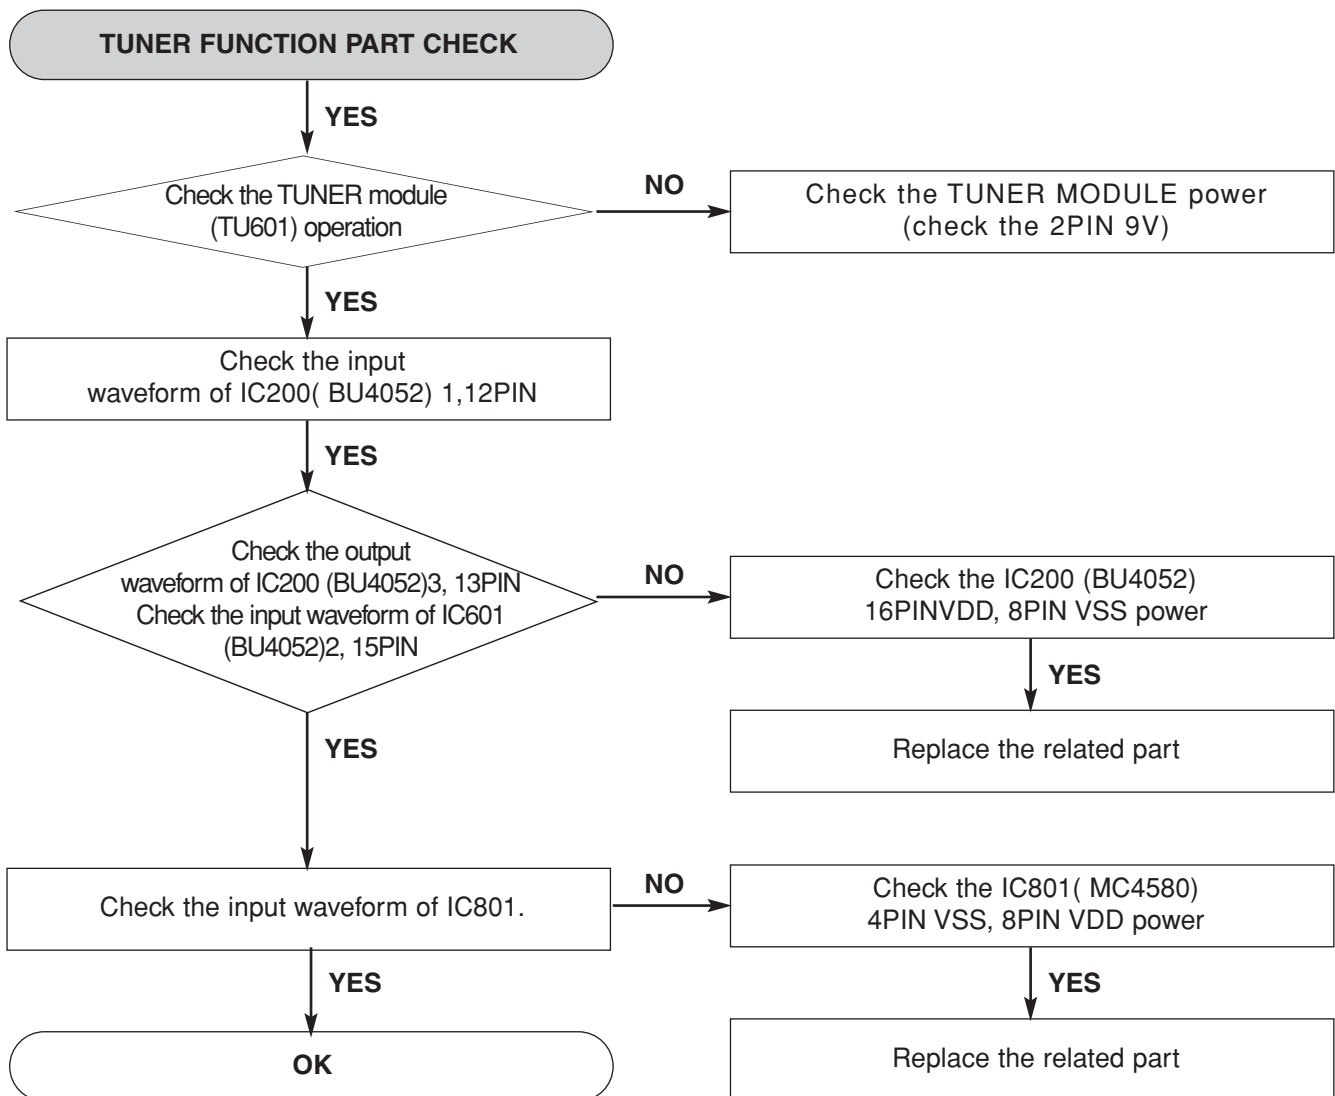 TUNER FUNCTION PART CHECK
YES
Check the TUNER module
(TU601) operation
NO
Check the TUNER MODULE power
(check the 2PIN 9V)
YES
Check the input
waveform of IC200( BU4052) 1,12PIN
YES
Check the output
waveform of IC200 (BU4052)3, 13PIN
Check the input waveform of IC601
(BU4052)2, 15PIN
NO
Check the IC200 (BU4052)
16PINVDD, 8PIN VSS power
YES
Replace the related part
YES
Check the input waveform of IC801.
NO
Check the IC801( MC4580)
4PIN VSS, 8PIN VDD power
YES
OK
YES
Replace the related part